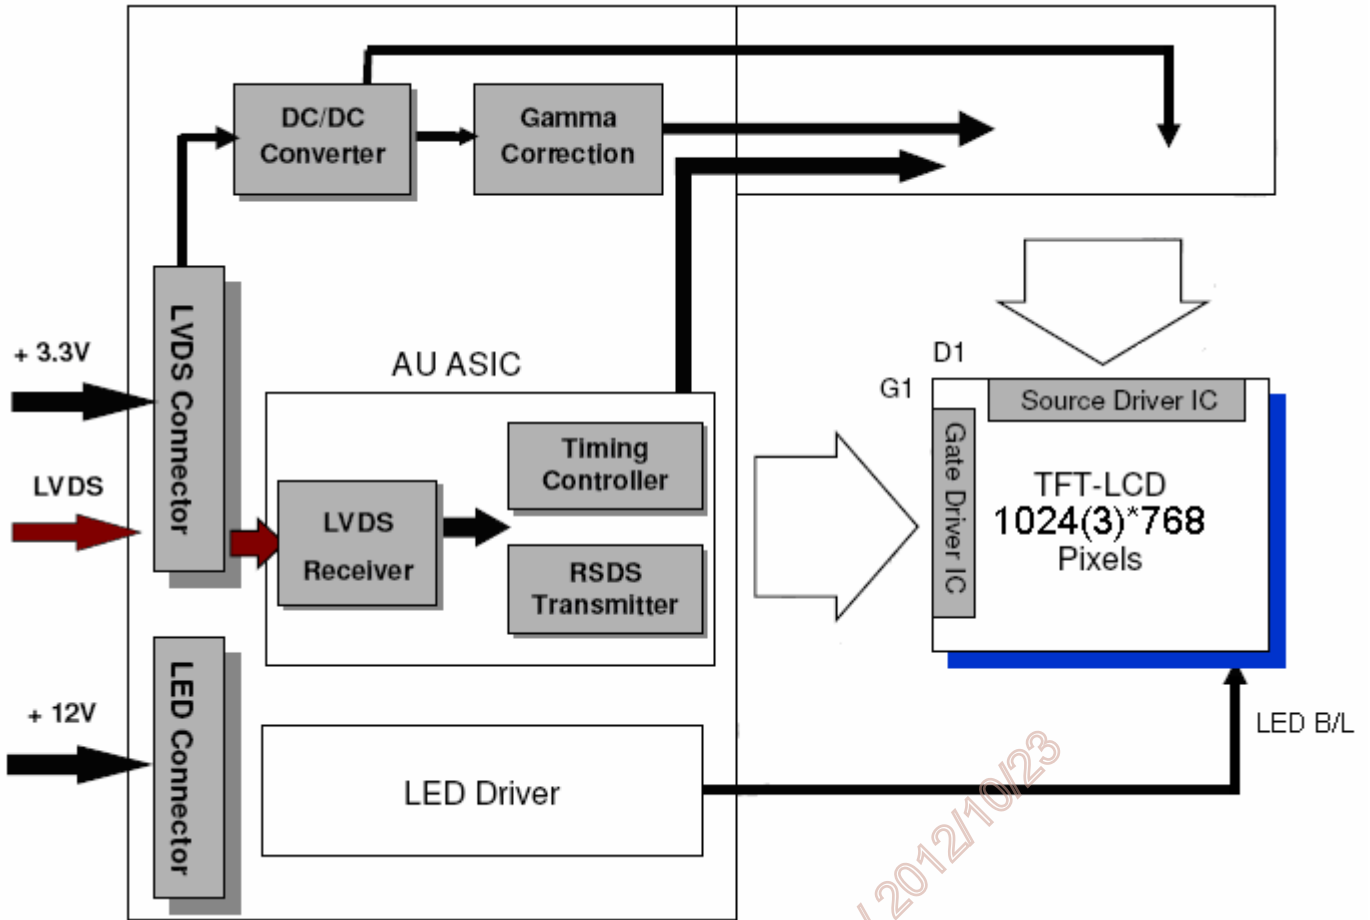 DC/DC
Converter
Gamma
Correction
LVDS Connector
+ 3.3V
LVDS
AU ASIC
LVDS
Receiver
Timing
Controller
RSDS
Transmitter
D1
G1
Source Driver IC
Gate Driver IC
TFT-LCD
1024(3)*768
Pixels
LED Connector
+ 12V
LED Driver
LED B/L
/ 2012/10/23